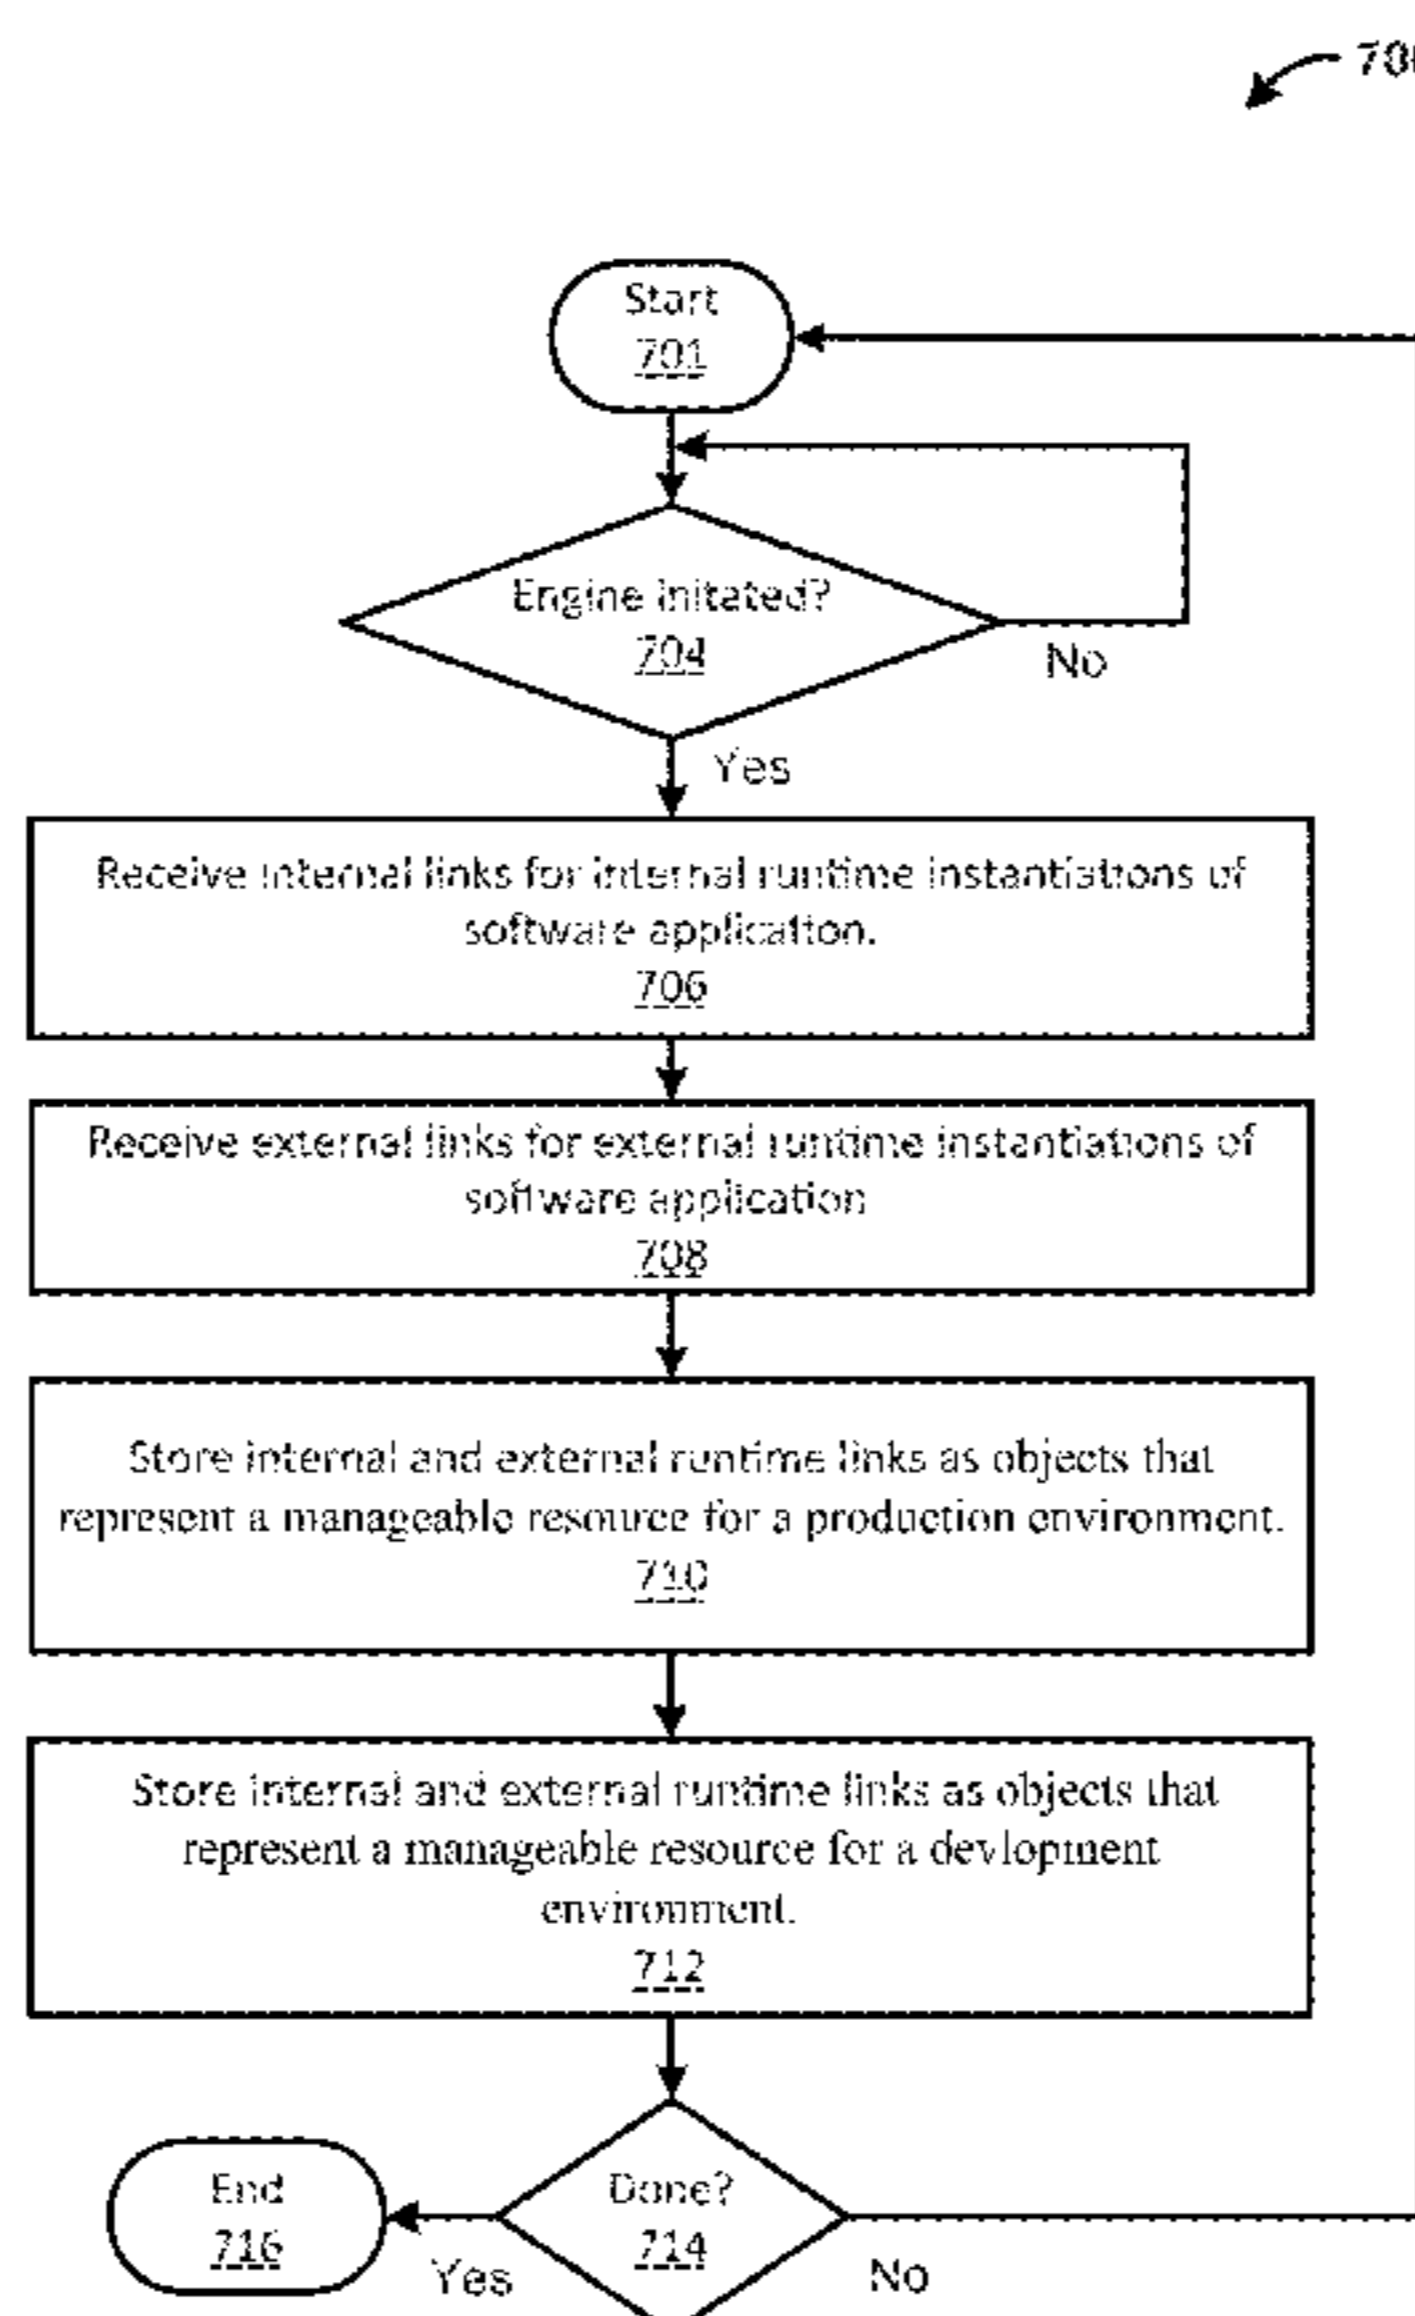 Start
701
Engine initated?
704
No
Yes
Receive internal links for internal runtime instantiations of
software application.
706
Receive external links for external runtime instantiations of
software application
708
Store internal and external runtime links as objects that
represent a manageable resource for a production environment.
710
Store internal and external runtime links as objects that
represent a manageable resource for a devlopment
environment.
712
End
716
Done?
714
Yes
No